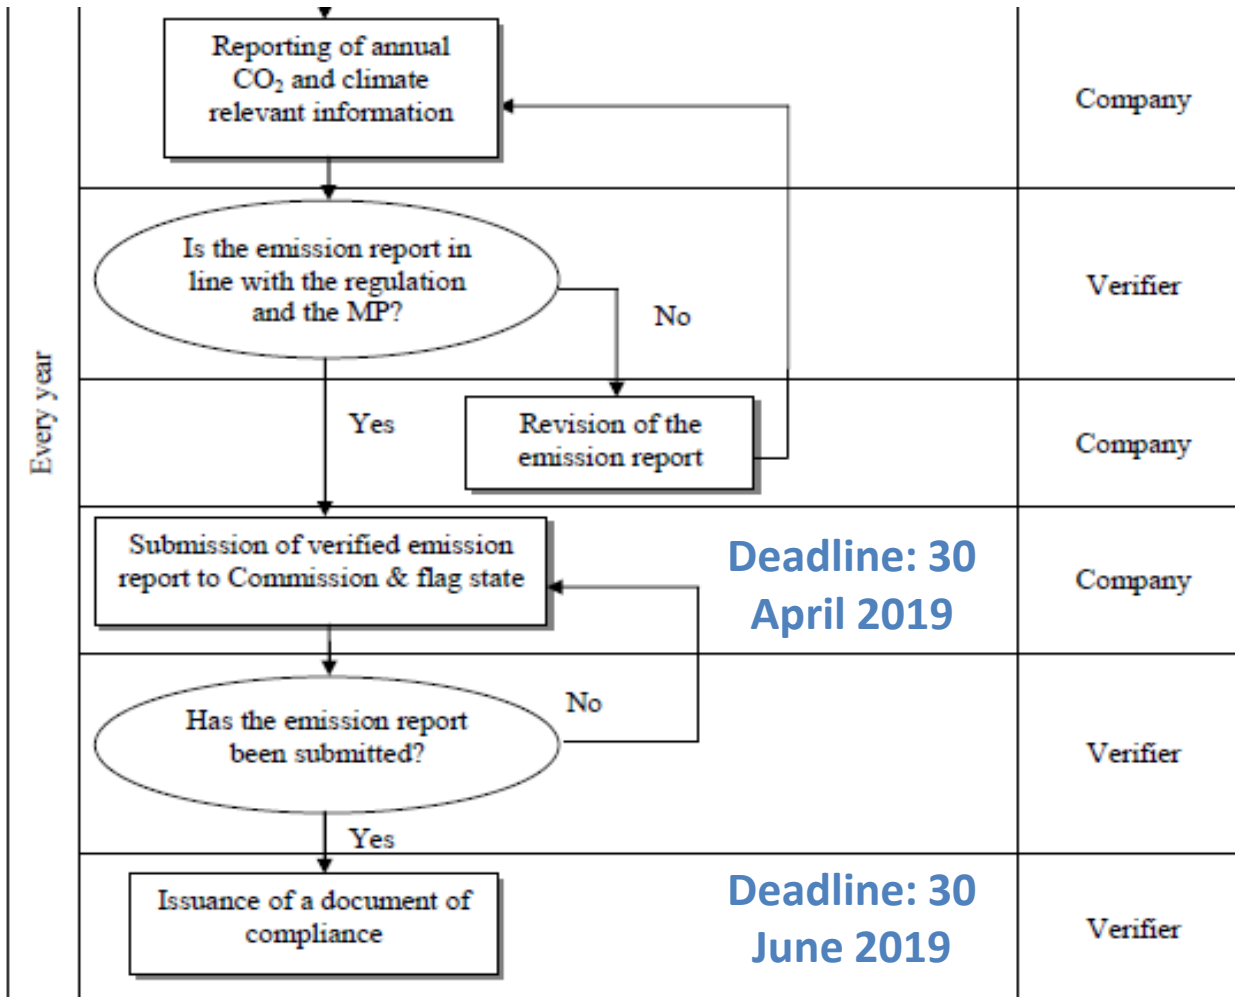 Every year
Reporting of annual
CO₂ and climate
relevant information
Company
Is the emission report in
line with the regulation
and the MP?
No
Verifier
Yes
Revision of the
emission report
Company
Submission of verified emission
report to Commission & flag state
Deadline: 30
April 2019
Company
Has the emission report
been submitted?
No
Verifier
Yes
Issuance of a document of
compliance
Deadline: 30
June 2019
Verifier